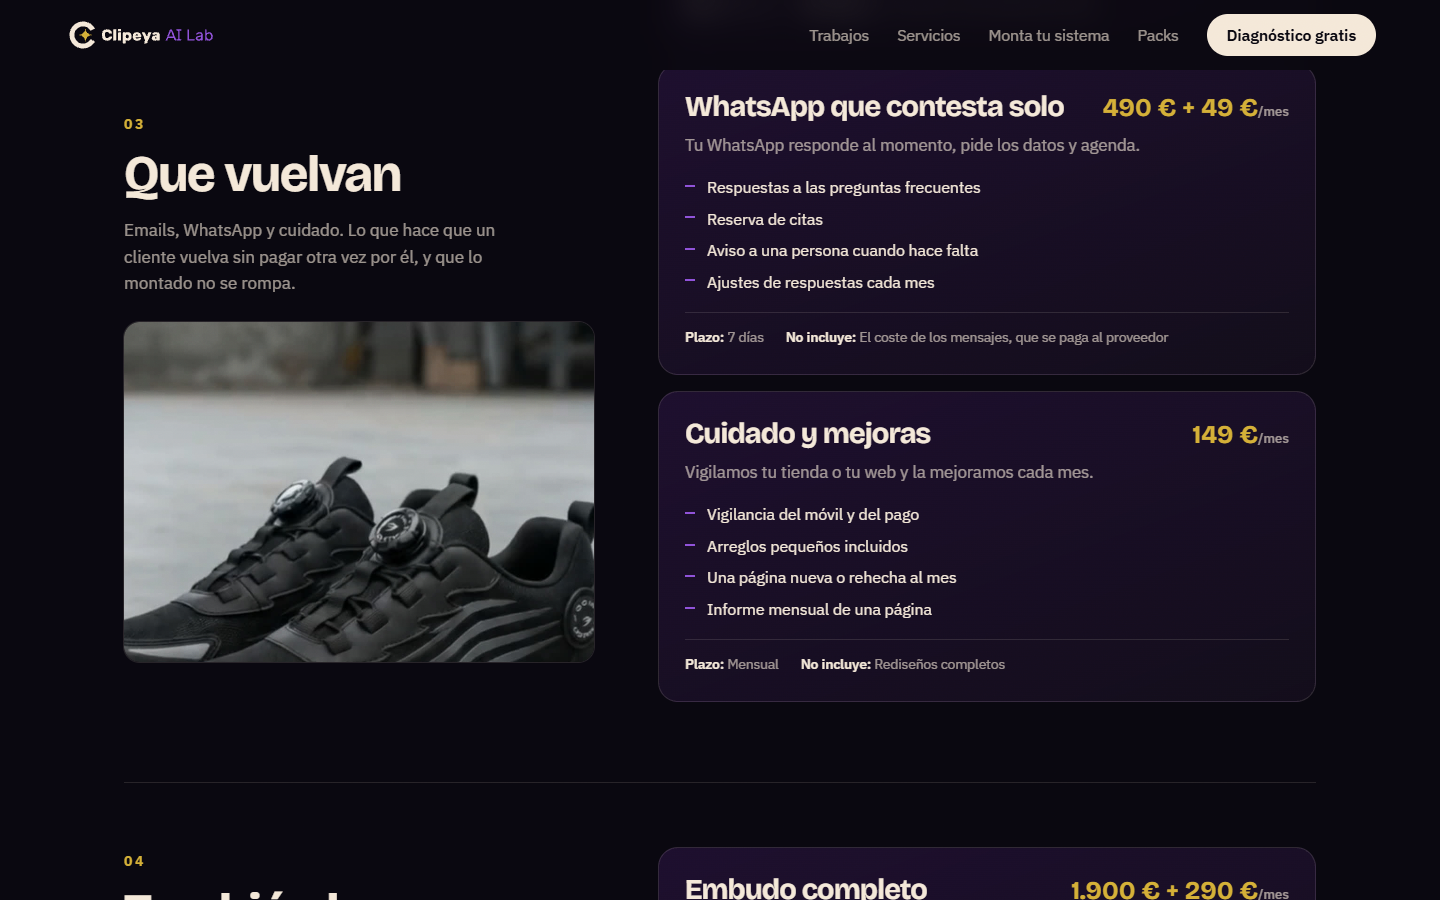 Clipeya AI Lab
Trabajos
Servicios
Monta tu sistema
Packs
Diagnóstico gratis
03
Que vuelvan
Emails, WhatsApp y cuidado. Lo que hace que un
cliente vuelva sin pagar otra vez por él, y que lo
montado no se rompa.
WhatsApp que contesta solo
490 € + 49 €/mes
Tu WhatsApp responde al momento, pide los datos y agenda.
Respuestas a las preguntas frecuentes
Reserva de citas
Aviso a una persona cuando hace falta
Ajustes de respuestas cada mes
Plazo: 7 días No incluye: El coste de los mensajes, que se paga al proveedor
Cuidado y mejoras
149 €/mes
Vigilamos tu tienda o tu web y la mejoramos cada mes.
Vigilancia del móvil y del pago
Arreglos pequeños incluidos
Una página nueva o rehecha al mes
Informe mensual de una página
Plazo: Mensual No incluye: Rediseños completos
04
Embudo completo
1.900 € + 290 €/mes